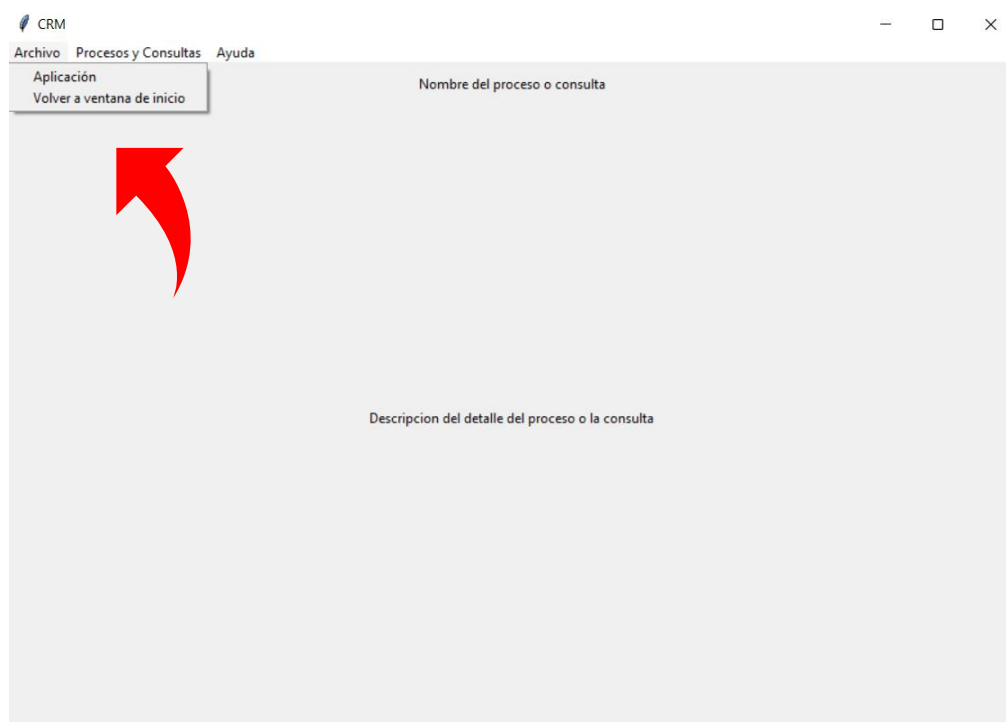 CRM
Archivo Procesos y Consultas Ayuda
Aplicación
Volver a ventana de inicio
Nombre del proceso o consulta
Descripcion del detalle del proceso o la consulta